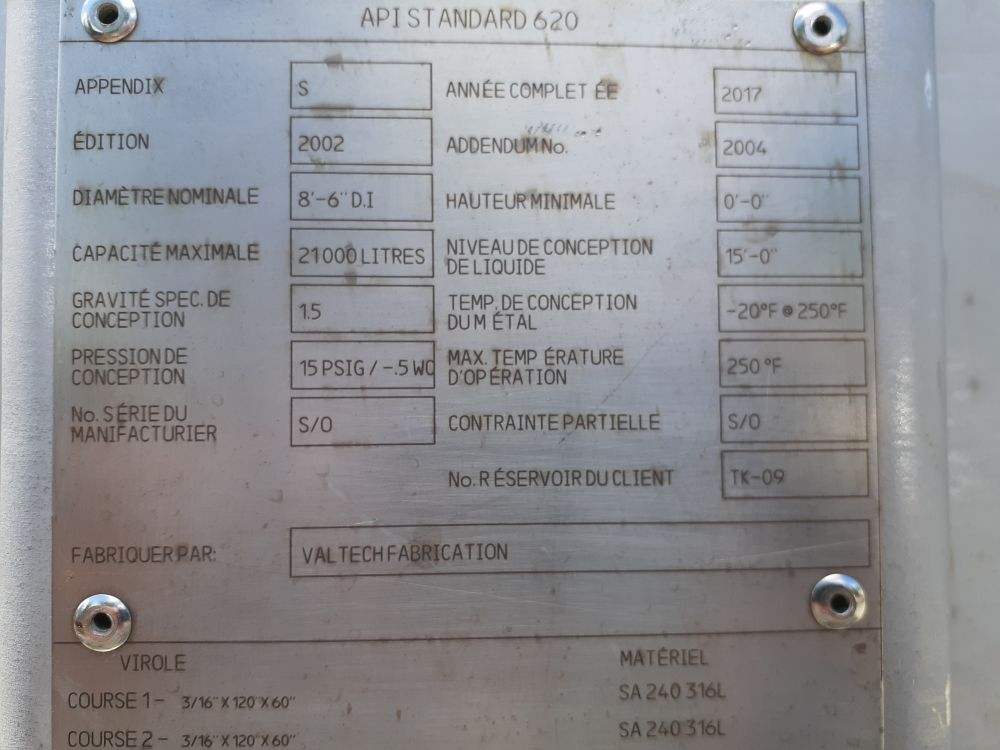 API STANDARD 620
APPENDIX S ANNÉE COMPLETÉE 2017
ÉDITION 2002 ADDENDUM No. 2004
DIAMÈTRE NOMINALE 8'-6" D.I HAUTEUR MINIMALE 0'-0"
CAPACITÉ MAXIMALE 21000 LITRES NIVEAU DE CONCEPTION
DE LIQUIDE 15'-0"
GRAVITÉ SPEC. DE
CONCEPTION 1.5 TEMP. DE CONCEPTION
DU MÉTAL -20°F @ 250°F
PRESSION DE
CONCEPTION 15 PSIG / -.5 WC MAX. TEMPÉRATURE
D'OPÉRATION 250 °F
No. SÉRIE DU
MANIFACTURIER S/O CONTRAINTE PARTIELLE S/O
No. RÉSERVOIR DU CLIENT TK-09
FABRIQUER PAR: VALTECH FABRICATION
VIROLE MATÉRIEL
COURSE 1 - 3/16" X 120" X 60" SA 240 316L
COURSE 2 - 3/16" X 120" X 60" SA 240 316L